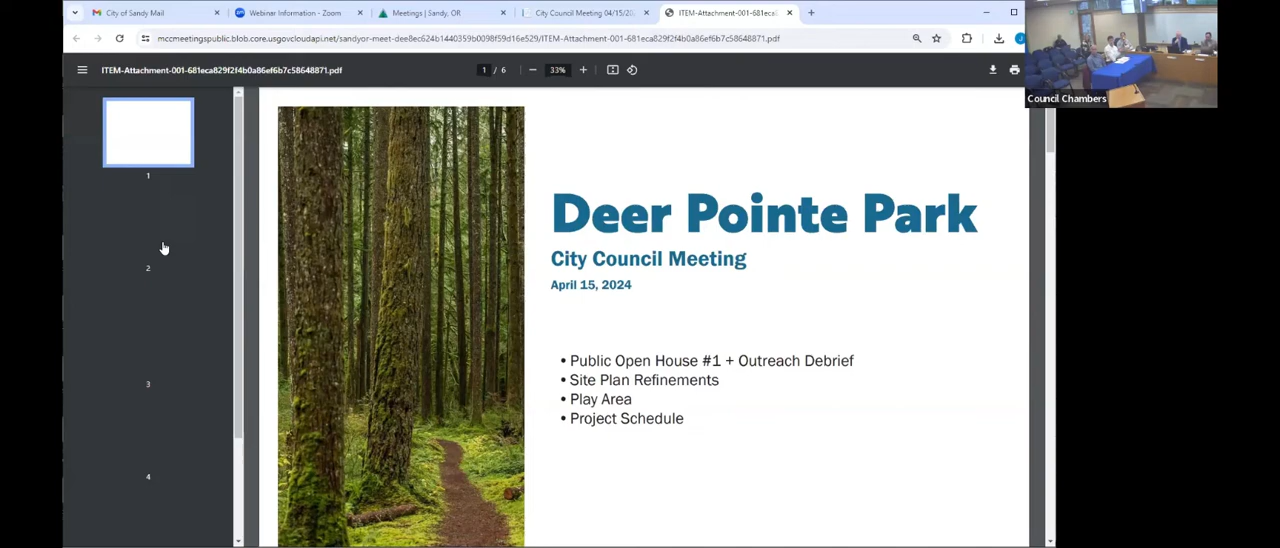 City of Sandy Mail
Webinar Information - Zoom
Meetings | Sandy, OR
City Council Meeting 04/15/202
ITEM-Attachment-001-681eca8
mccmeetingspublic.blob.core.usgovcloudapi.net/sandyor-meet-dee8ec624b1440359b0098f59d16e529/ITEM-Attachment-001-681eca829f2f4b0a86ef6b7c58648871.pdf
ITEM-Attachment-001-681eca829f2f4b0a86ef6b7c58648871.pdf
1 / 6
33%
Council Chambers
1
2
3
4
Deer Pointe Park
City Council Meeting
April 15, 2024
• Public Open House #1 + Outreach Debrief
• Site Plan Refinements
• Play Area
• Project Schedule